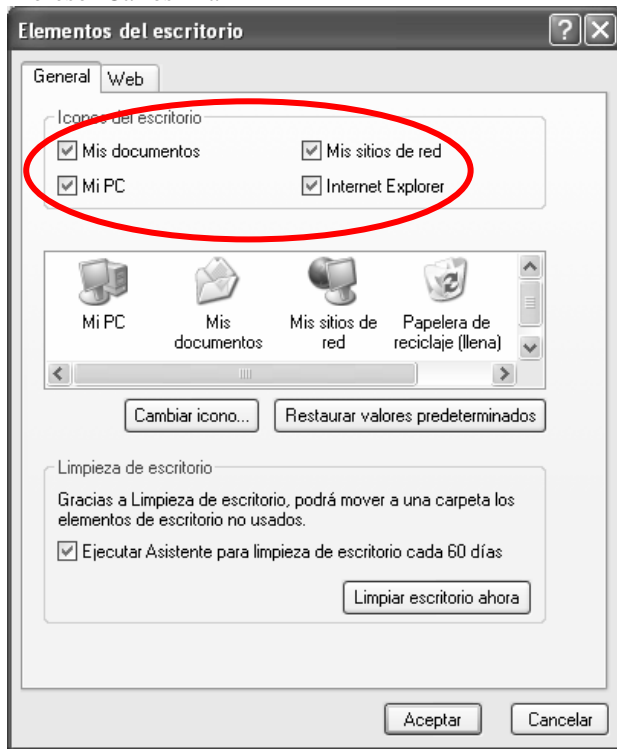 Elementos del escritorio
General Web
Iconos del escritorio
Mis documentos Mis sitios de red
Mi PC Internet Explorer
Mi PC Mis documentos Mis sitios de red Papelera de reciclaje (llena)
Cambiar icono... Restaurar valores predeterminados
Limpieza de escritorio
Gracias a Limpieza de escritorio, podrá mover a una carpeta los
elementos de escritorio no usados.
Ejecutar Asistente para limpieza de escritorio cada 60 días
Limpiar escritorio ahora
Aceptar Cancelar